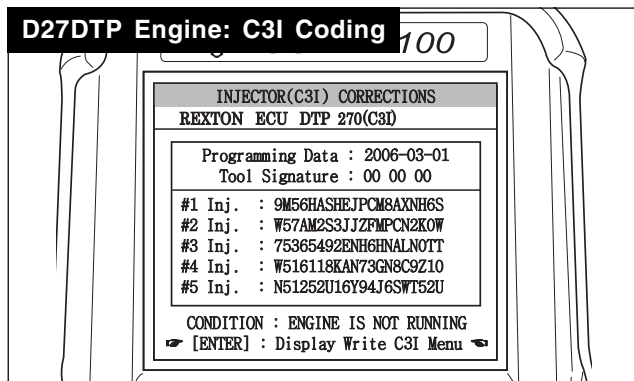 D27DTP Engine: C3I Coding
100
INJECTOR(C3I) CORRECTIONS
REXTON ECU DTP 270(C3I)
Programming Data : 2006-03-01
Tool Signature : 00 00 00
#1 Inj. : 9M56HASHEJPCM8AXNH6S
#2 Inj. : W57AM2S3JJZFMPCN2K0W
#3 Inj. : 75365492ENH6HNALNOTT
#4 Inj. : W516118KAN73GN8C9Z10
#5 Inj. : N51252U16Y94J6SWT52U
CONDITION : ENGINE IS NOT RUNNING
☞ [ENTER] : Display Write C3I Menu ☜